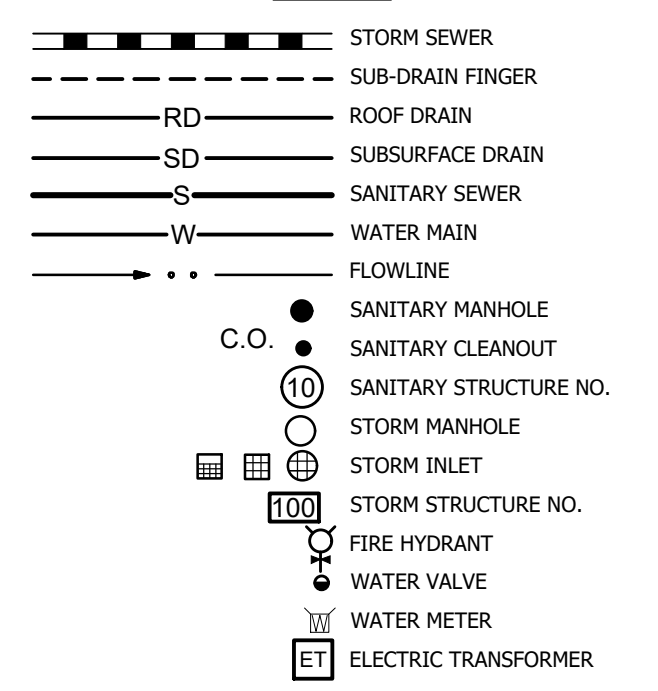 STORM SEWER
SUB-DRAIN FINGER
RD ROOF DRAIN
SD SUBSURFACE DRAIN
S SANITARY SEWER
W WATER MAIN
FLOWLINE
SANITARY MANHOLE
C.O. SANITARY CLEANOUT
10 SANITARY STRUCTURE NO.
STORM MANHOLE
STORM INLET
100 STORM STRUCTURE NO.
FIRE HYDRANT
WATER VALVE
W WATER METER
ET ELECTRIC TRANSFORMER